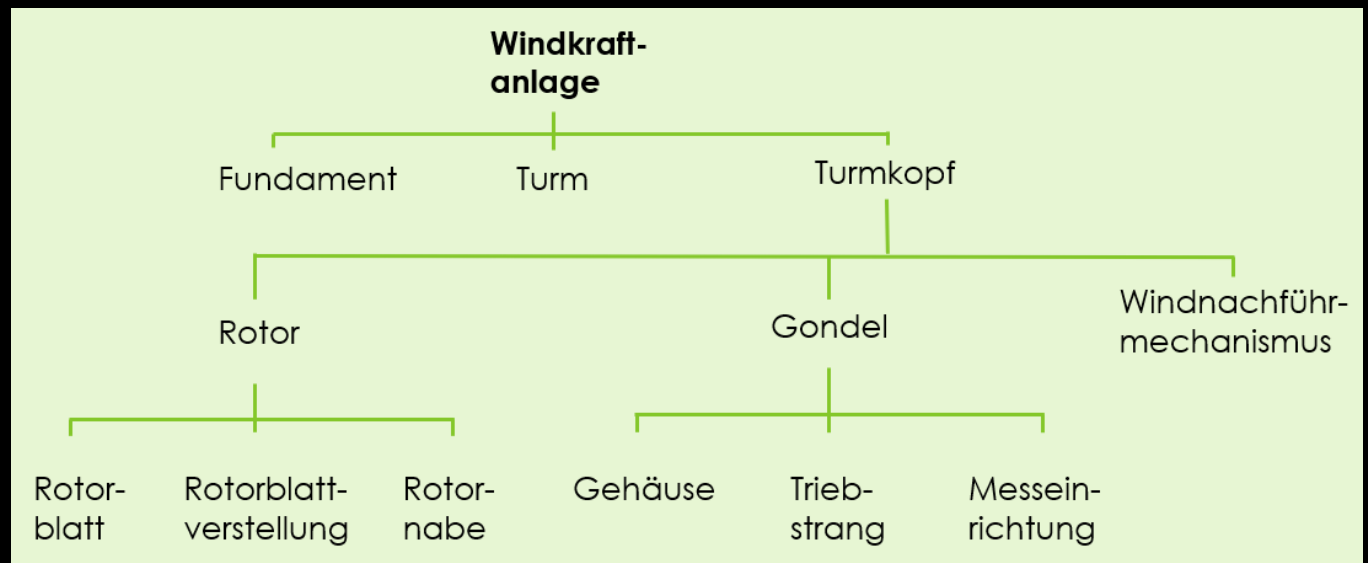 Windkraft-
anlage
Fundament
Turm
Turmkopf
Rotor
Gondel
Windnachführ-
mechanismus
Rotor-
blatt
Rotorblatt-
verstellung
Rotor-
nabe
Gehäuse
Trieb-
strang
Messein-
richtung